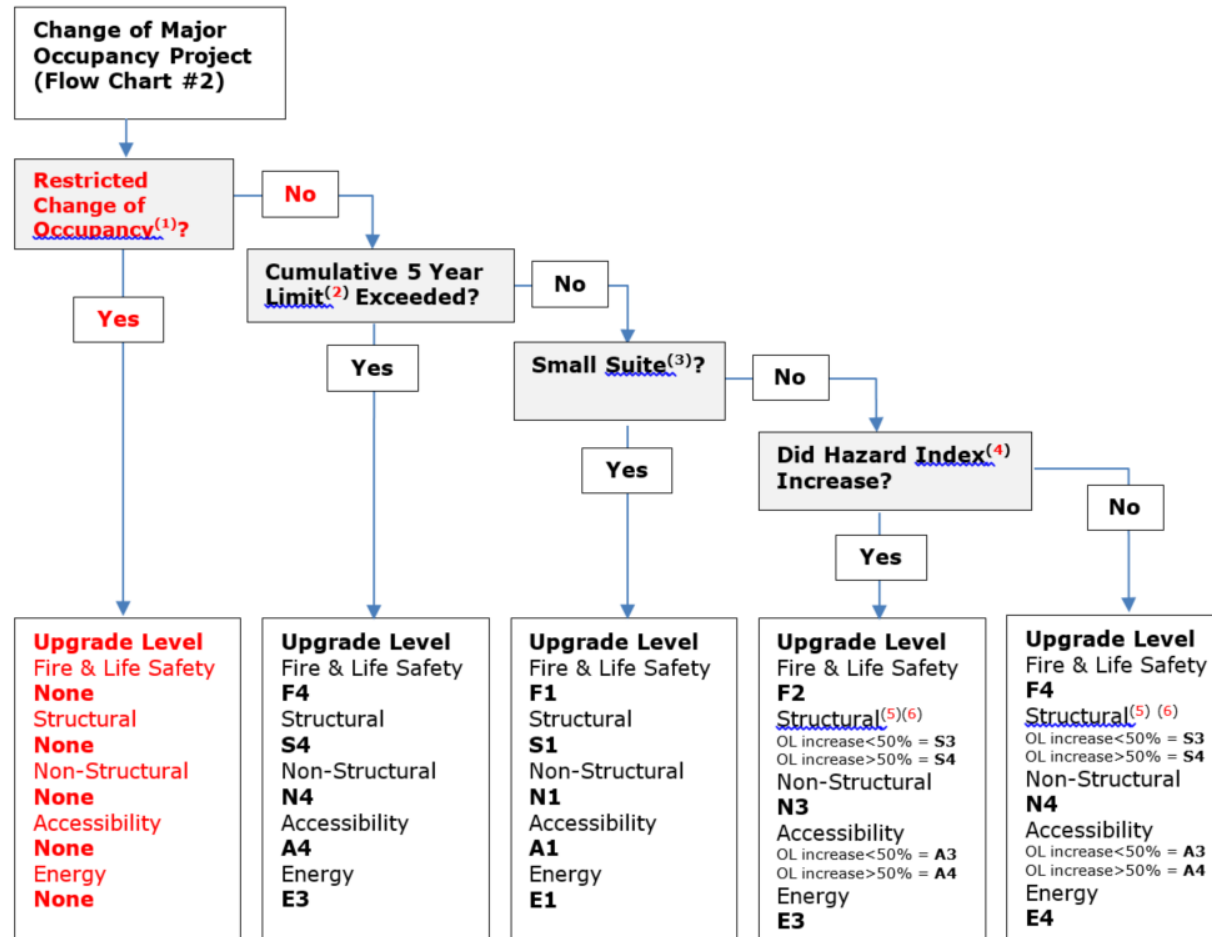 Change of Major
Occupancy Project
(Flow Chart #2)
Restricted
Change of
Occupancy(1)?
No
Yes
Cumulative 5 Year
Limit(2) Exceeded?
No
Yes
Small Suite(3)?
No
Yes
Did Hazard Index(4)
Increase?
No
Yes
Upgrade Level
Fire & Life Safety
None
Structural
None
Non-Structural
None
Accessibility
None
Energy
None
Upgrade Level
Fire & Life Safety
F4
Structural
S4
Non-Structural
N4
Accessibility
A4
Energy
E3
Upgrade Level
Fire & Life Safety
F1
Structural
S1
Non-Structural
N1
Accessibility
A1
Energy
E1
Upgrade Level
Fire & Life Safety
F2
Structural(5)(6)
OL increase<50% = S3
OL increase>50% = S4
Non-Structural
N3
Accessibility
OL increase<50% = A3
OL increase>50% = A4
Energy
E3
Upgrade Level
Fire & Life Safety
F4
Structural(5) (6)
OL increase<50% = S3
OL increase>50% = S4
Non-Structural
N4
Accessibility
OL increase<50% = A3
OL increase>50% = A4
Energy
E4